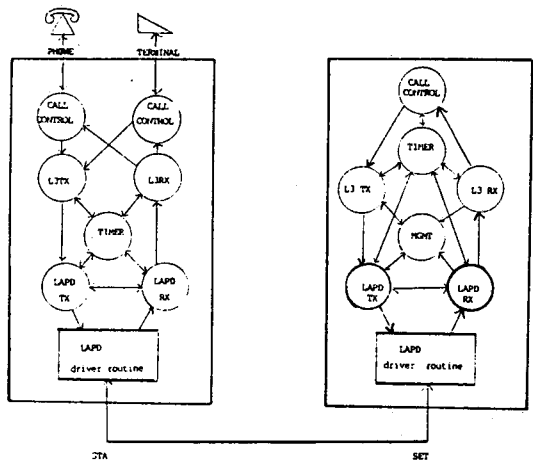 PHONE
TERMINAL
CALL
CONTROL
CALL
CONTROL
L3TX
L3RX
TIMER
LAPD
TX
LAPD
RX
LAPD
driver routine
CALL
CONTROL
TIMER
L3 TX
L3 RX
MGMT
LAPD
TX
LAPD
RX
LAPD
driver routine
SET